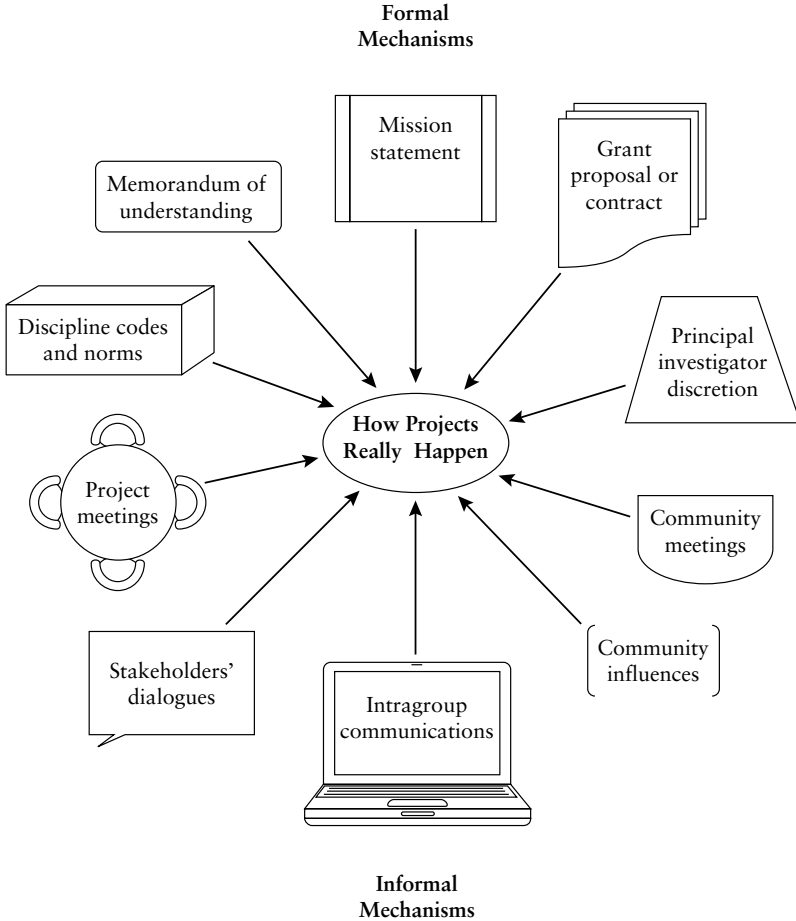 Formal
Mechanisms
Mission
statement
Grant
proposal or
contract
Memorandum of
understanding
Discipline codes
and norms
Principal
investigator
discretion
How Projects
Really Happen
Project
meetings
Community
meetings
Stakeholders’
dialogues
Community
influences
Intragroup
communications
Informal
Mechanisms